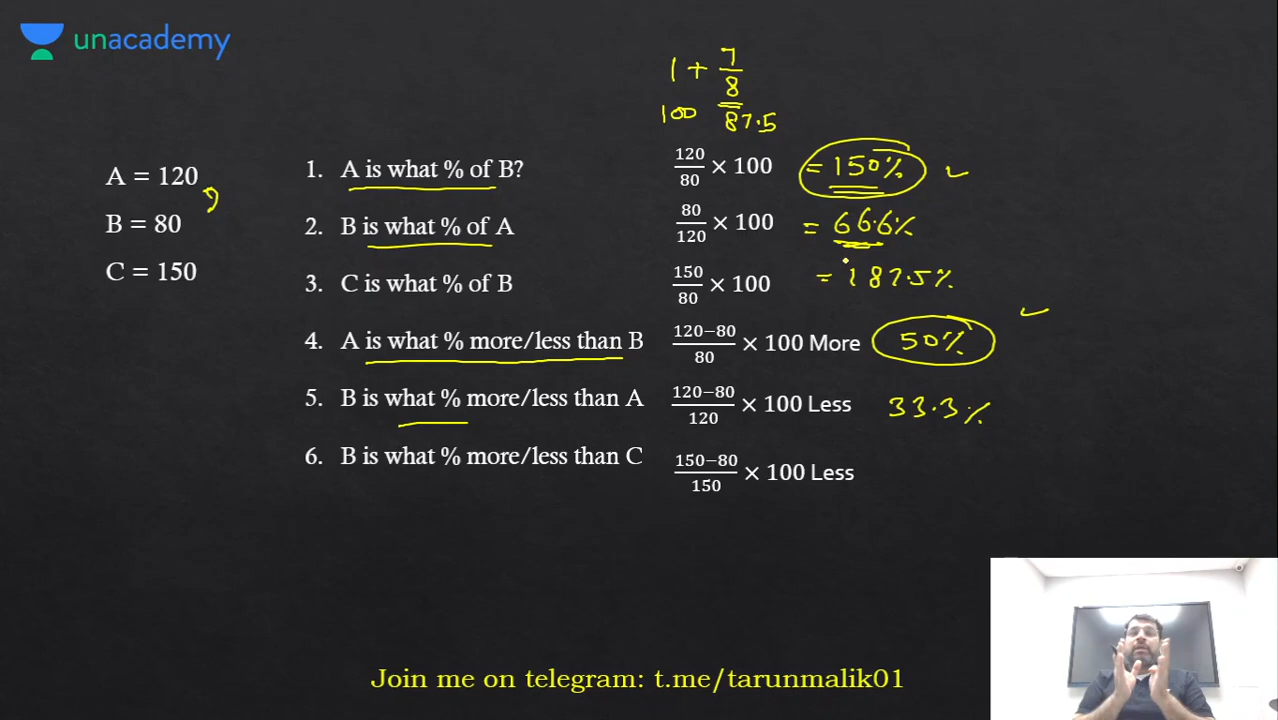 unacademy
1 + 7/8
100 87.5
A = 120
B = 80
C = 150
1. A is what % of B? 120/80 × 100 = 150%
2. B is what % of A 80/120 × 100 = 66.6%
3. C is what % of B 150/80 × 100 = 187.5%
4. A is what % more/less than B 120−80/80 × 100 More 50%
5. B is what % more/less than A 120−80/120 × 100 Less 33.3%
6. B is what % more/less than C 150−80/150 × 100 Less
Join me on telegram: t.me/tarunmalik01